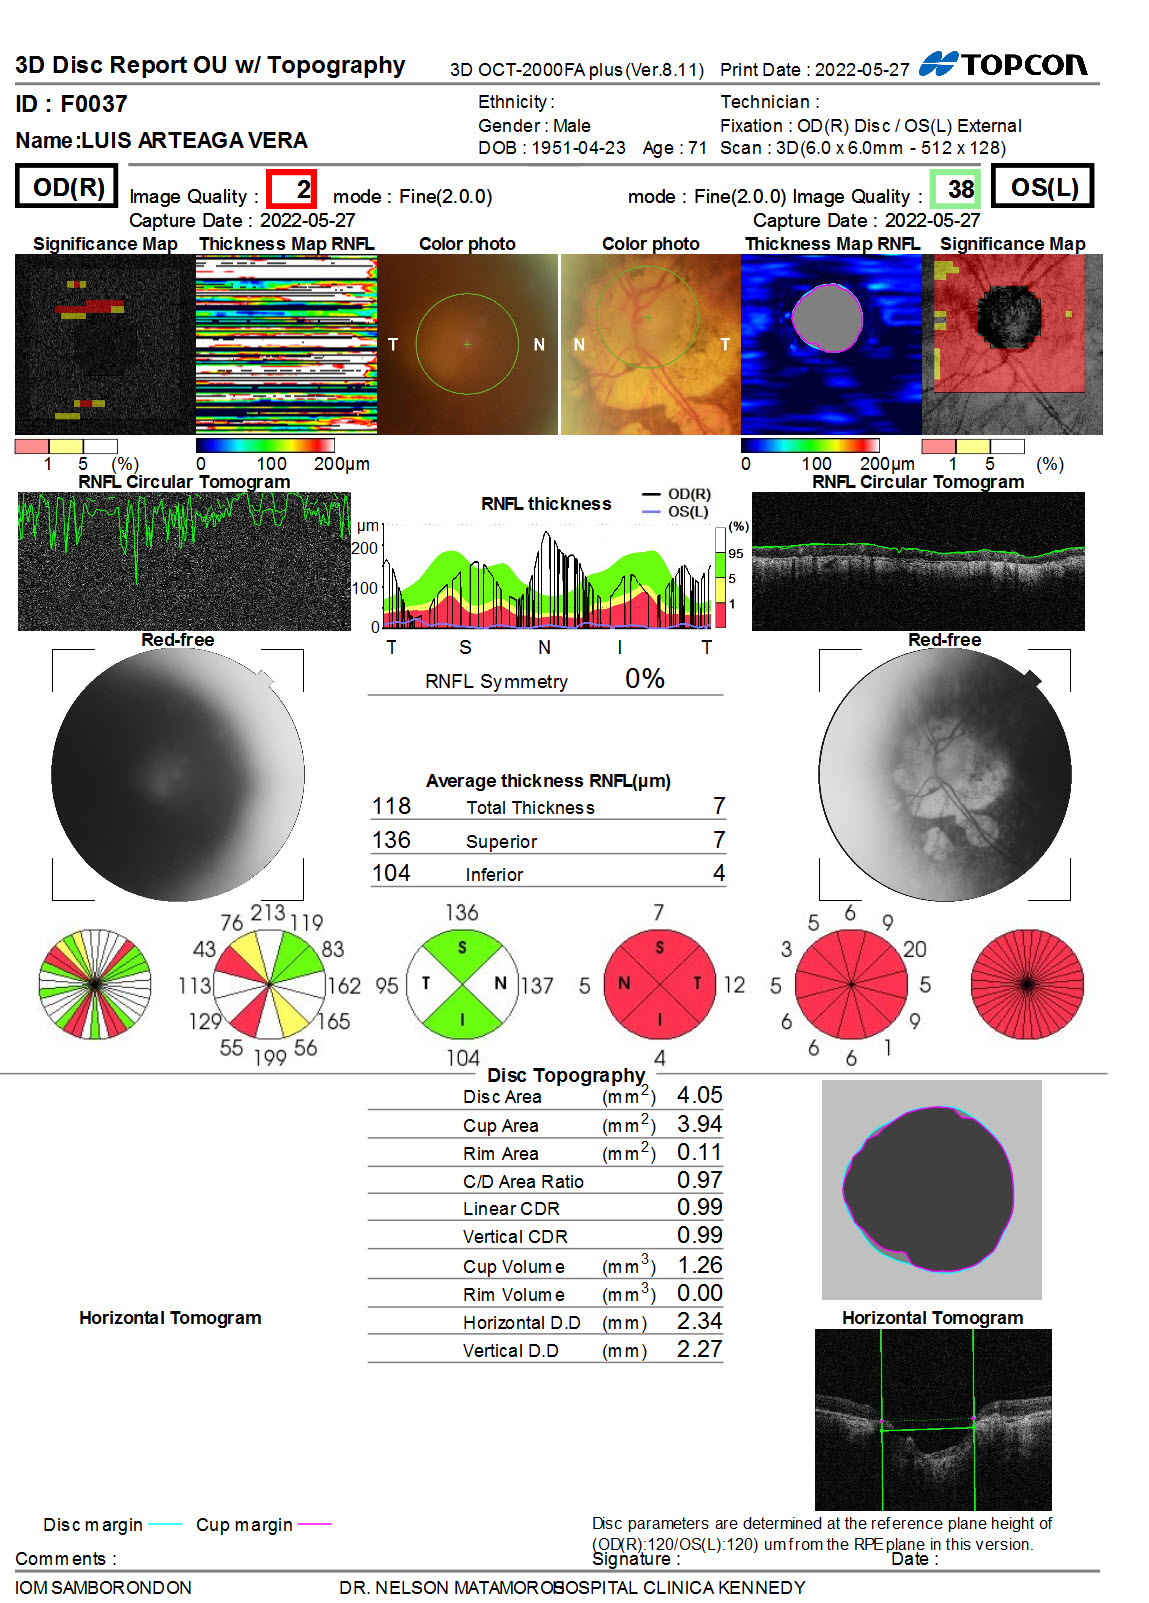 3D Disc Report OU w/ Topography 3D OCT-2000FA plus(Ver.8.11) Print Date : 2022-05-27 TOPCON
ID : F0037 Ethnicity : Technician :
Gender : Male Fixation : OD(R) Disc / OS(L) External
Name:LUIS ARTEAGA VERA DOB : 1951-04-23 Age : 71 Scan : 3D(6.0 x 6.0mm - 512 x 128)
OD(R) Image Quality : 2 mode : Fine(2.0.0) mode : Fine(2.0.0) Image Quality : 38 OS(L)
Capture Date : 2022-05-27 Capture Date : 2022-05-27
Significance Map Thickness Map RNFL Color photo Color photo Thickness Map RNFL Significance Map
T N N T
1 5 (%) 0 100 200µm 0 100 200µm 1 5 (%)
RNFL Circular Tomogram RNFL Circular Tomogram
RNFL thickness OD(R)
OS(L)
µm (%)
200 95
100 5
1
0
T S N I T
Red-free Red-free
RNFL Symmetry 0%
Average thickness RNFL(µm)
118 Total Thickness 7
136 Superior 7
104 Inferior 4
76 213 119 136 7 5 6 9
43 83 S S 3 20
113 162 95 T N 137 5 N T 12 5 5
129 165 I I 6 9
55 199 56 104 4 6 6 1
Disc Topography
Disc Area (mm2) 4.05
Cup Area (mm2) 3.94
Rim Area (mm2) 0.11
C/D Area Ratio 0.97
Linear CDR 0.99
Vertical CDR 0.99
Cup Volume (mm3) 1.26
Rim Volume (mm3) 0.00
Horizontal Tomogram Horizontal D.D (mm) 2.34 Horizontal Tomogram
Vertical D.D (mm) 2.27
Disc margin Cup margin Disc parameters are determined at the reference plane height of
(OD(R):120/OS(L):120) um from the RPE plane in this version.
Comments : Signature : Date :
IOM SAMBORONDON DR. NELSON MATAMOROS HOSPITAL CLINICA KENNEDY